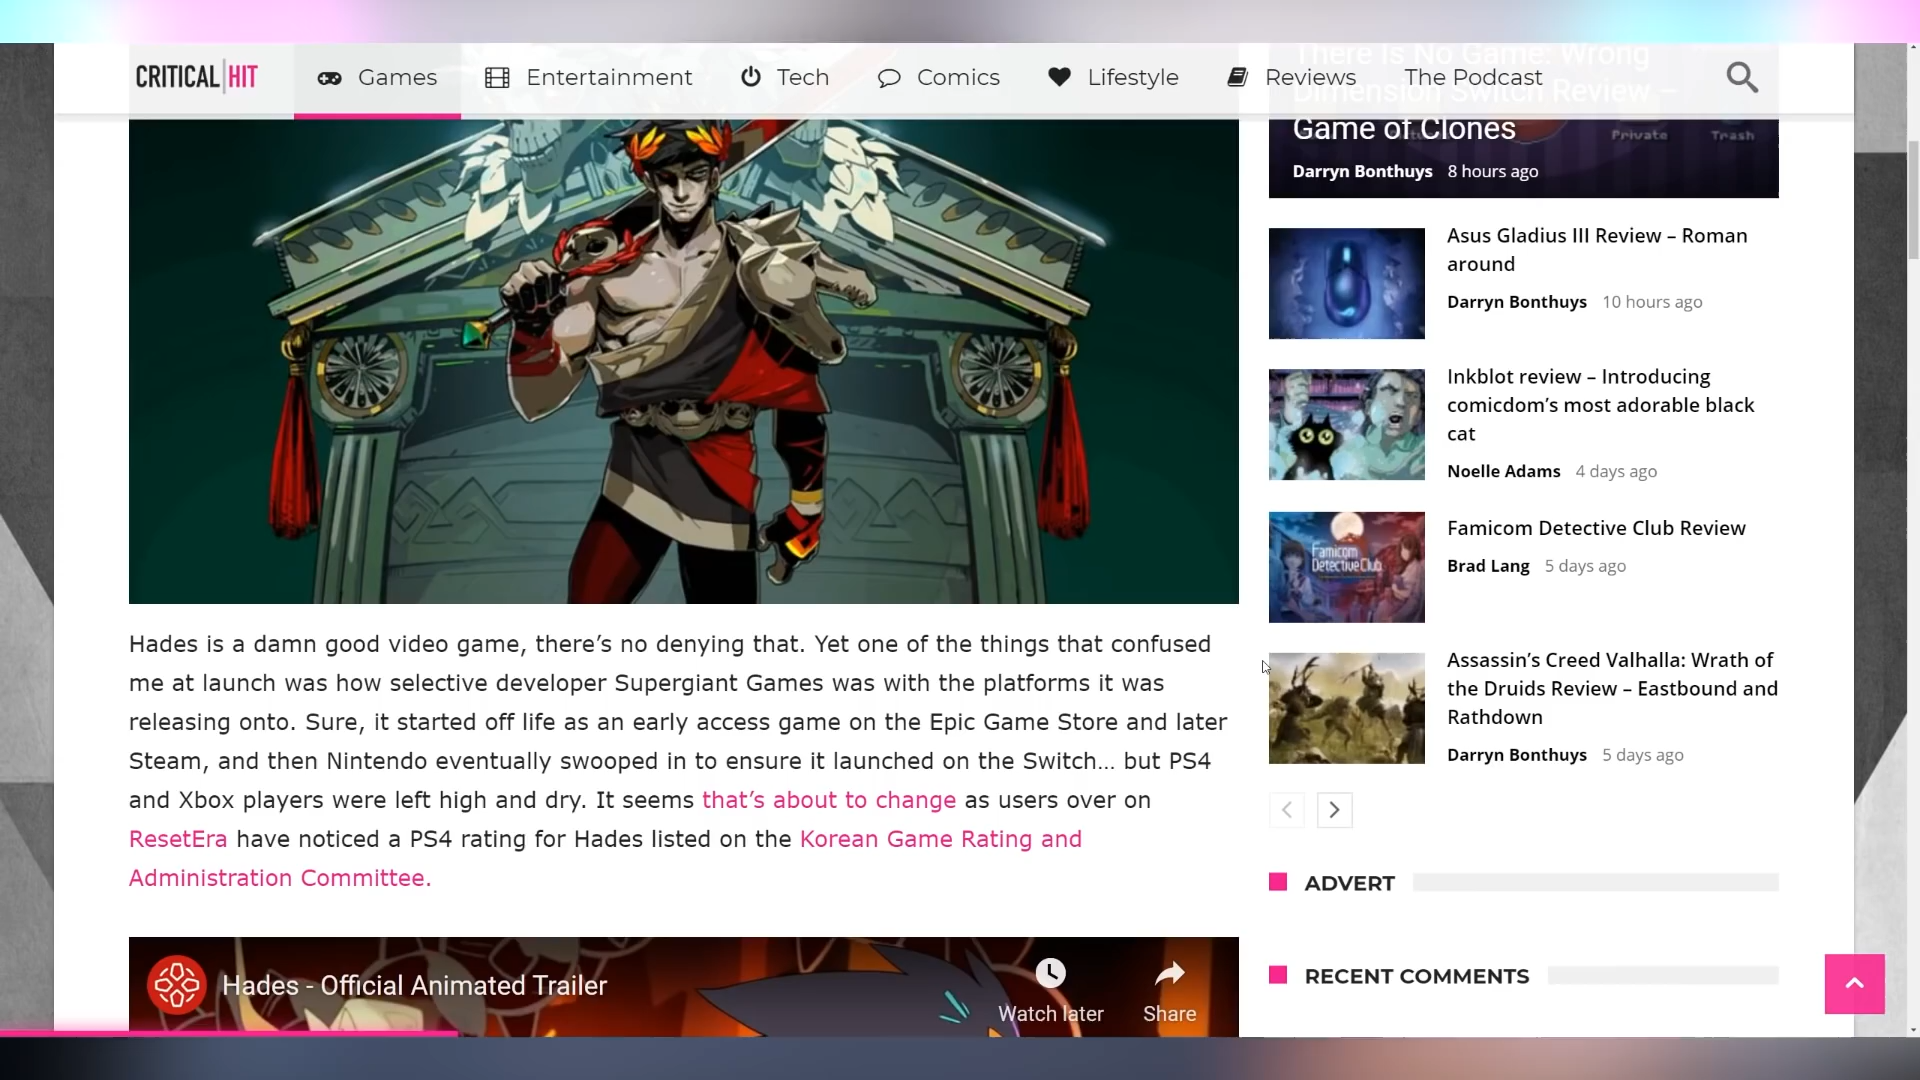 CRITICAL|HIT
Games
Entertainment
Tech
Comics
Lifestyle
Reviews
The Podcast
There Is No Game: Wrong
Dimension Switch Review –
Game of Clones
Private
Trash
Darryn Bonthuys 8 hours ago
Asus Gladius III Review – Roman
around
Darryn Bonthuys 10 hours ago
Inkblot review – Introducing
comicdom’s most adorable black
cat
Noelle Adams 4 days ago
Famicom
Detective Club
Famicom Detective Club Review
Brad Lang 5 days ago
Assassin’s Creed Valhalla: Wrath of
the Druids Review – Eastbound and
Rathdown
Darryn Bonthuys 5 days ago
ADVERT
RECENT COMMENTS
Hades is a damn good video game, there’s no denying that. Yet one of the things that confused
me at launch was how selective developer Supergiant Games was with the platforms it was
releasing onto. Sure, it started off life as an early access game on the Epic Game Store and later
Steam, and then Nintendo eventually swooped in to ensure it launched on the Switch… but PS4
and Xbox players were left high and dry. It seems that’s about to change as users over on
ResetEra have noticed a PS4 rating for Hades listed on the Korean Game Rating and
Administration Committee.
Hades - Official Animated Trailer
Watch later
Share